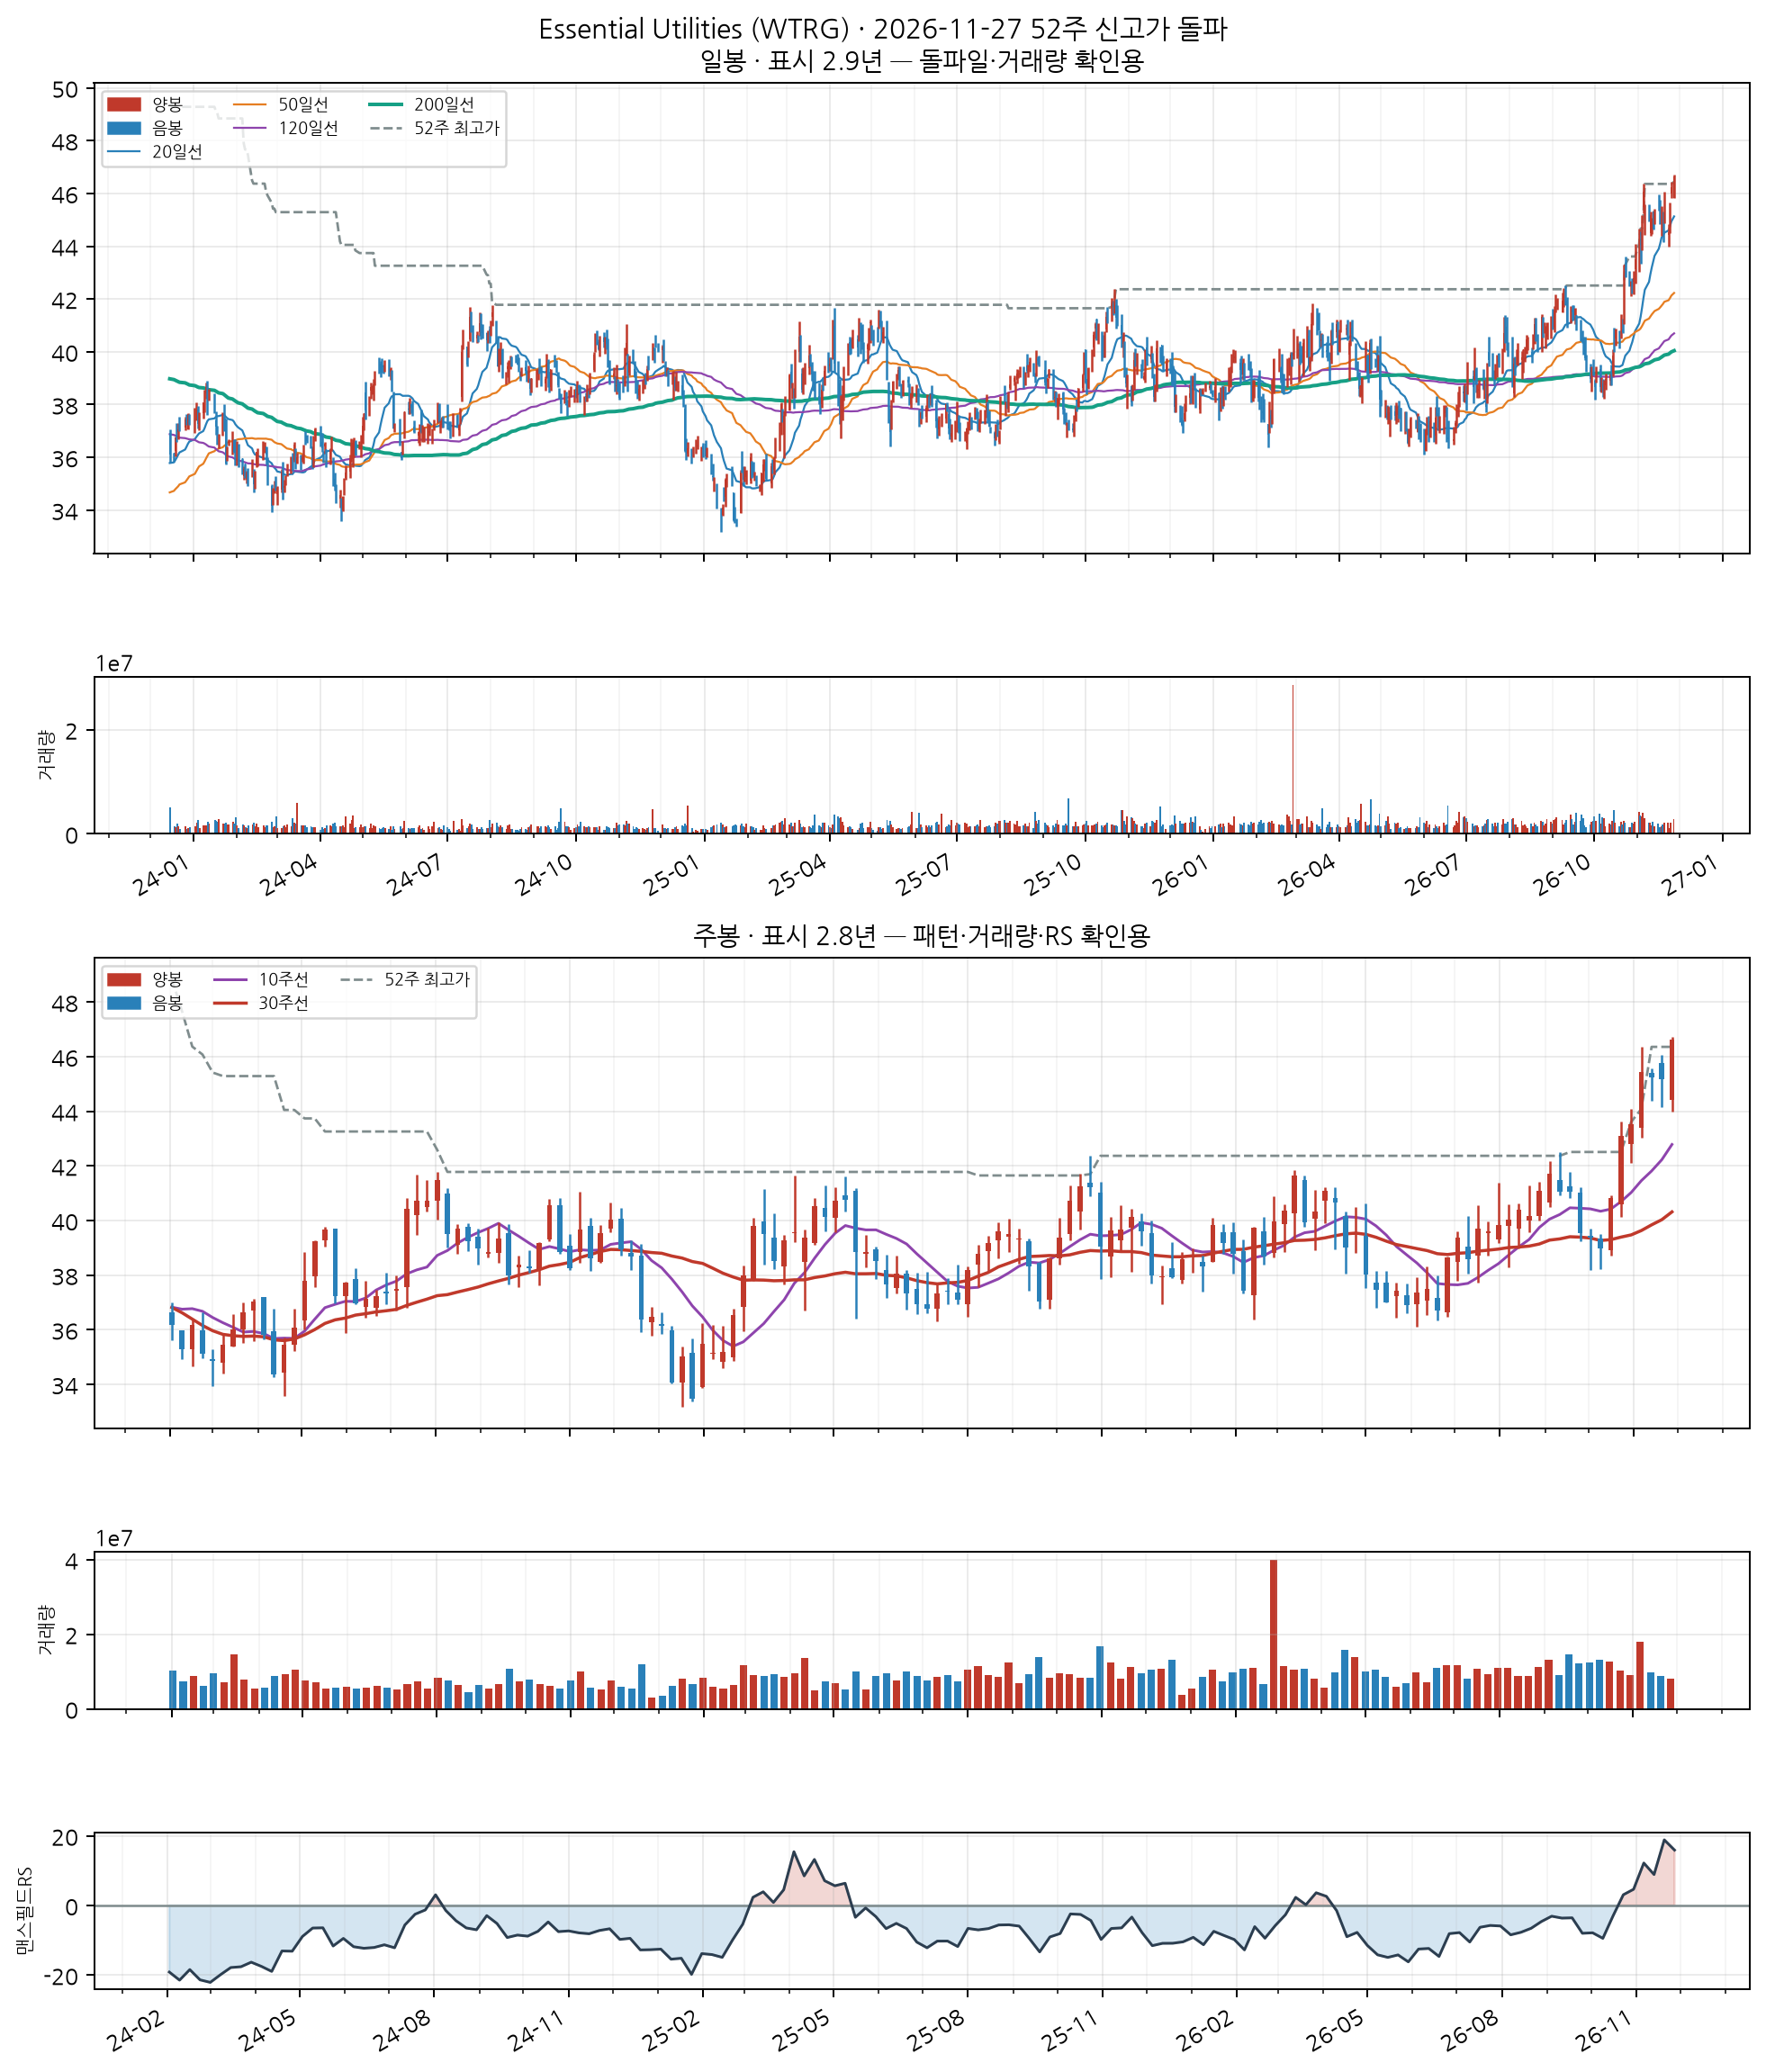 Essential Utilities (WTRG) · 2026-11-27 52주 신고가 돌파
일봉 · 표시 2.9년 — 돌파일·거래량 확인용
양봉
음봉
20일선
50일선
120일선
200일선
52주 최고가
50
48
46
44
42
40
38
36
34
1e7
거래량
2
0
24-01
24-04
24-07
24-10
25-01
25-04
25-07
25-10
26-01
26-04
26-07
26-10
27-01
주봉 · 표시 2.8년 — 패턴·거래량·RS 확인용
양봉
음봉
10주선
30주선
52주 최고가
48
46
44
42
40
38
36
34
1e7
거래량
4
2
0
맨스필드RS
20
0
-20
24-02
24-05
24-08
24-11
25-02
25-05
25-08
25-11
26-02
26-05
26-08
26-11